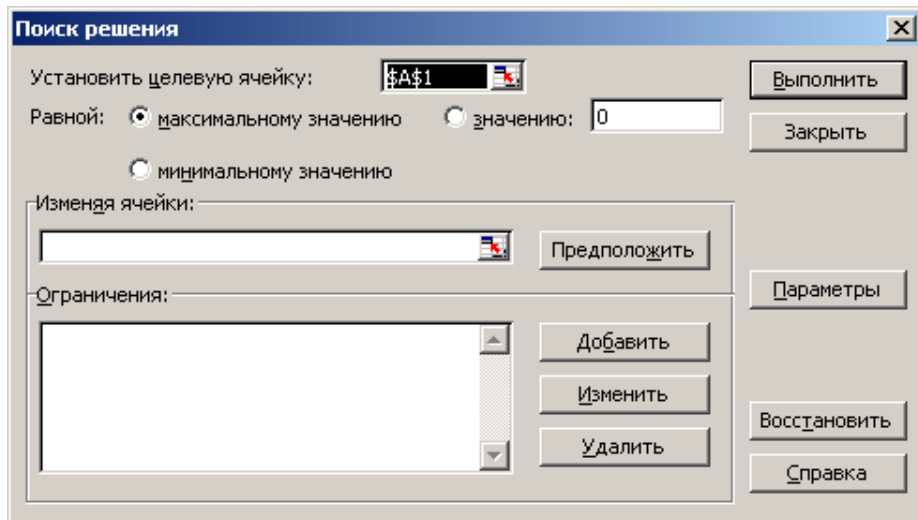 Поиск решения
Установить целевую ячейку: $A$1
Выполнить
Равной: максимальному значению значению: 0
Закрыть
минимальному значению
Изменяя ячейки:
Предположить
Ограничения:
Параметры
Добавить
Изменить
Восстановить
Удалить
Справка